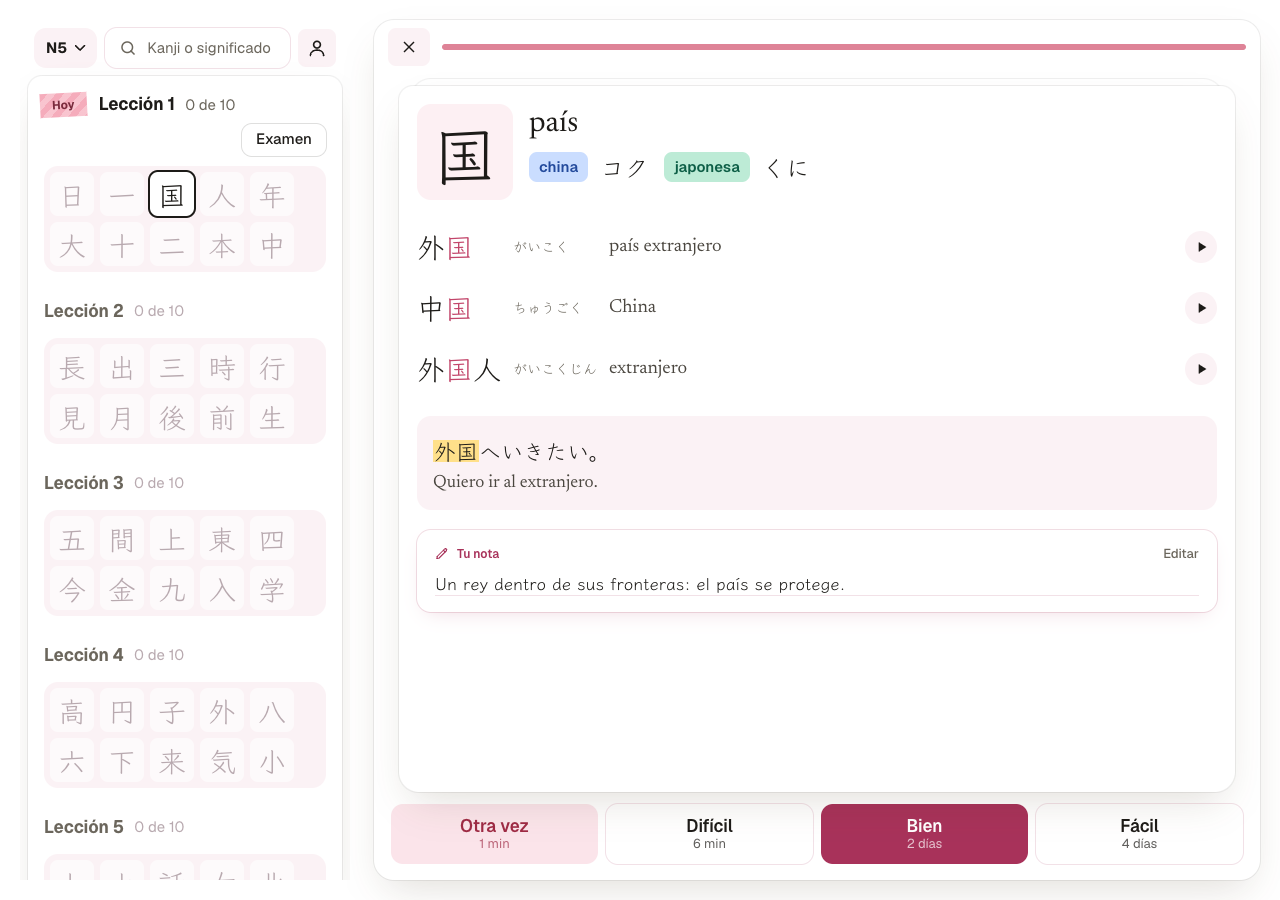 N5
Kanji o significado
Hoy
Lección 1 0 de 10
Examen
日 一 国 人 年
大 十 二 本 中
Lección 2 0 de 10
長 出 三 時 行
見 月 後 前 生
Lección 3 0 de 10
五 間 上 東 四
今 金 九 入 学
Lección 4 0 de 10
高 円 子 外 八
六 下 来 気 小
Lección 5 0 de 10
国
país
china コク japonesa くに
外国 がいこく país extranjero
中国 ちゅうごく China
外国人 がいこくじん extranjero
外国へいきたい。
Quiero ir al extranjero.
Tu nota
Editar
Un rey dentro de sus fronteras: el país se protege.
Otra vez
1 min
Difícil
6 min
Bien
2 días
Fácil
4 días